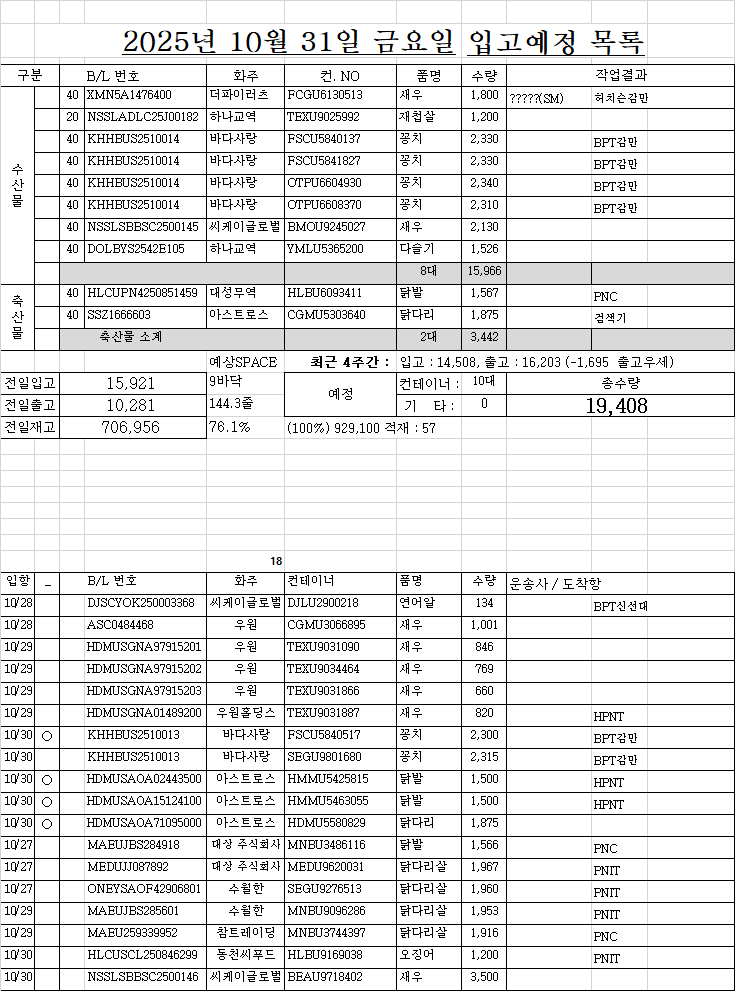 2025년 10월 31일 금요일 입고예정 목록
구분 B/L 번호 화주 컨. NO 품명 수량 작업결과
수산물
40 XMN5A1476400 더파이러츠 FCGU6130513 새우 1,800 ?????(SM) 허치슨감만
20 NSSLADLC25J00182 하나교역 TEXU9025992 재첩살 1,200
40 KHHBUS2510014 바다사랑 FSCU5840137 꽁치 2,330 BPT감만
40 KHHBUS2510014 바다사랑 FSCU5841827 꽁치 2,330 BPT감만
40 KHHBUS2510014 바다사랑 OTPU6604930 꽁치 2,340 BPT감만
40 KHHBUS2510014 바다사랑 OTPU6608370 꽁치 2,310 BPT감만
40 NSSLSBBSC2500145 씨케이글로벌 BMOU9245027 새우 2,130
40 DOLBYS2542E105 하나교역 YMLU5365200 다슬기 1,526
8대 15,966
축산물
40 HLCUPN4250851459 대성무역 HLBU6093411 닭발 1,567 PNC
40 SSZ1666603 아스트로스 CGMU5303640 닭다리 1,875 검색기
축산물 소계 2대 3,442
예상SPACE 최근 4주간 : 입고 : 14,508, 출고 : 16,203 (-1,695 출고우세)
전일입고 15,921 9바닥 예정 컨테이너 : 10대 총수량
전일출고 10,281 144.3줄 기 타 : 0 19,408
전일재고 706,956 76.1% (100%) 929,100 적재 : 57
18
입항 _ B/L 번호 화주 컨테이너 품명 수량 운송사 / 도착항
10/28 DJSCYOK250003368 씨케이글로벌 DJLU2900218 연어알 134 BPT신선대
10/28 ASC0484468 우원 CGMU3066895 새우 1,001
10/29 HDMUSGNA97915201 우원 TEXU9031090 새우 846
10/29 HDMUSGNA97915202 우원 TEXU9034464 새우 769
10/29 HDMUSGNA97915203 우원 TEXU9031866 새우 660
10/29 HDMUSGNA01489200 우원홀딩스 TEXU9031887 새우 820 HPNT
10/30 ○ KHHBUS2510013 바다사랑 FSCU5840517 꽁치 2,300 BPT감만
10/30 KHHBUS2510013 바다사랑 SEGU9801680 꽁치 2,315 BPT감만
10/30 ○ HDMUSAOA02443500 아스트로스 HMMU5425815 닭발 1,500 HPNT
10/30 ○ HDMUSAOA15124100 아스트로스 HMMU5463055 닭발 1,500 HPNT
10/30 ○ HDMUSAOA71095000 아스트로스 HDMU5580829 닭다리 1,875
10/27 MAEUJBS284918 대상 주식회사 MNBU3486116 닭발 1,566 PNC
10/27 MEDUJJ087892 대상 주식회사 MEDU9620031 닭다리살 1,967 PNIT
10/27 ONEYSAOF42906801 수월한 SEGU9276513 닭다리살 1,960 PNIT
10/29 MAEUJBS285601 수월한 MNBU9096286 닭다리살 1,953 PNIT
10/29 MAEU259339952 참트레이딩 MNBU3744397 닭다리살 1,916 PNC
10/30 HLCUSCL250846299 동천씨푸드 HLBU9169038 오징어 1,200 PNIT
10/30 NSSLSBBSC2500146 씨케이글로벌 BEAU9718402 새우 3,500